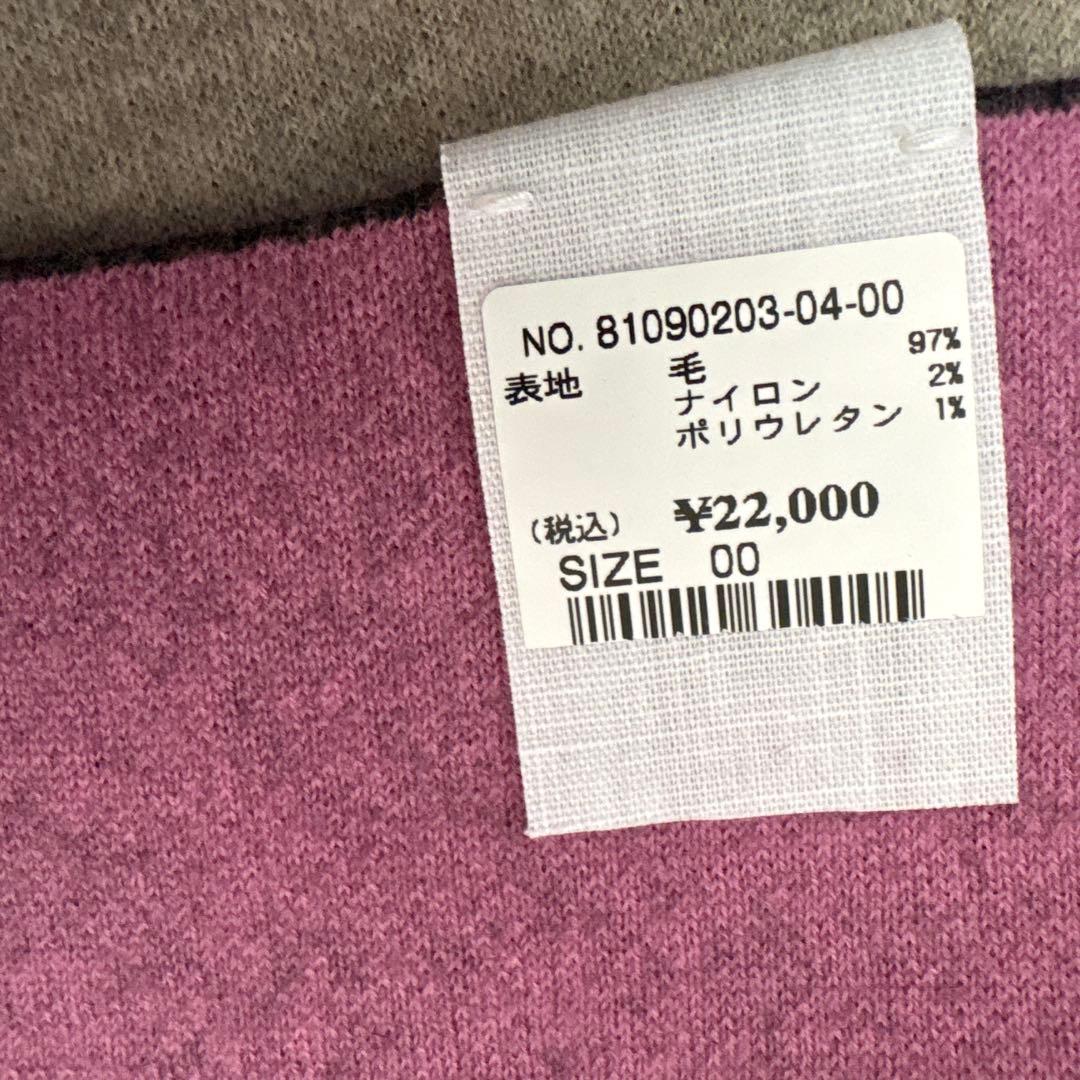 NO. 81090203-04-00
表地 毛 97%
ナイロン 2%
ポリウレタン 1%
(税込) ¥22,000
SIZE 00